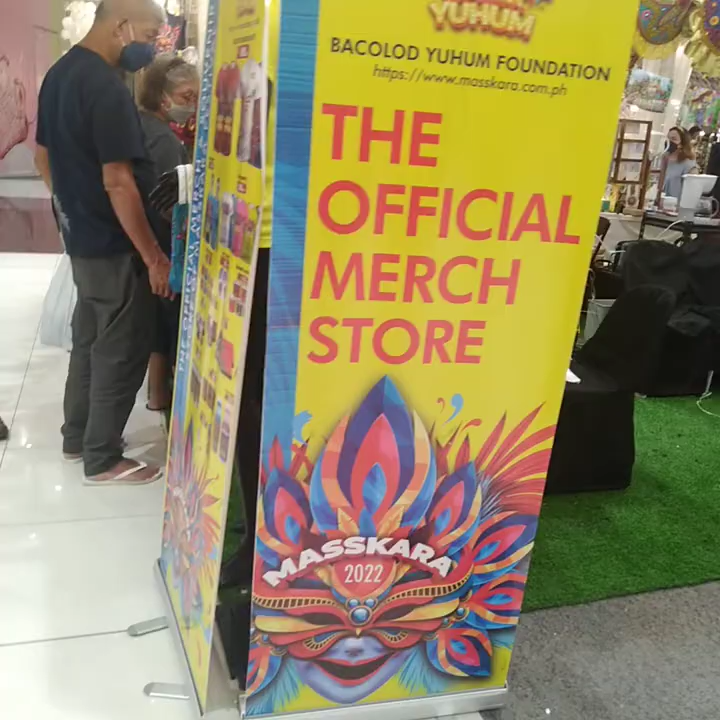 YUHUM
BACOLOD YUHUM FOUNDATION
https://www.masskara.com.ph
THE
OFFICIAL
MERCH
STORE
MASSKARA
2022